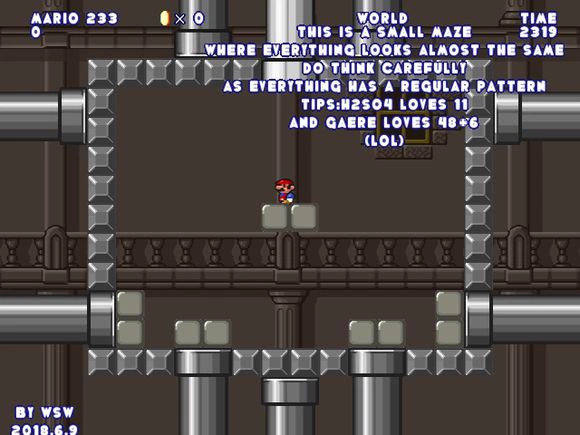 MARIO 233
0
× 0
WORLD
TIME
2319
THIS IS A SMALL MAZE
WHERE EVERYTHING LOOKS ALMOST THE SAME
DO THINK CAREFULLY
AS EVERYTHING HAS A REGULAR PATTERN
TIPS:H2SO4 LOVES 11
AND GAERE LOVES 48+6
(LOL)
BY WSW
2018.6.9